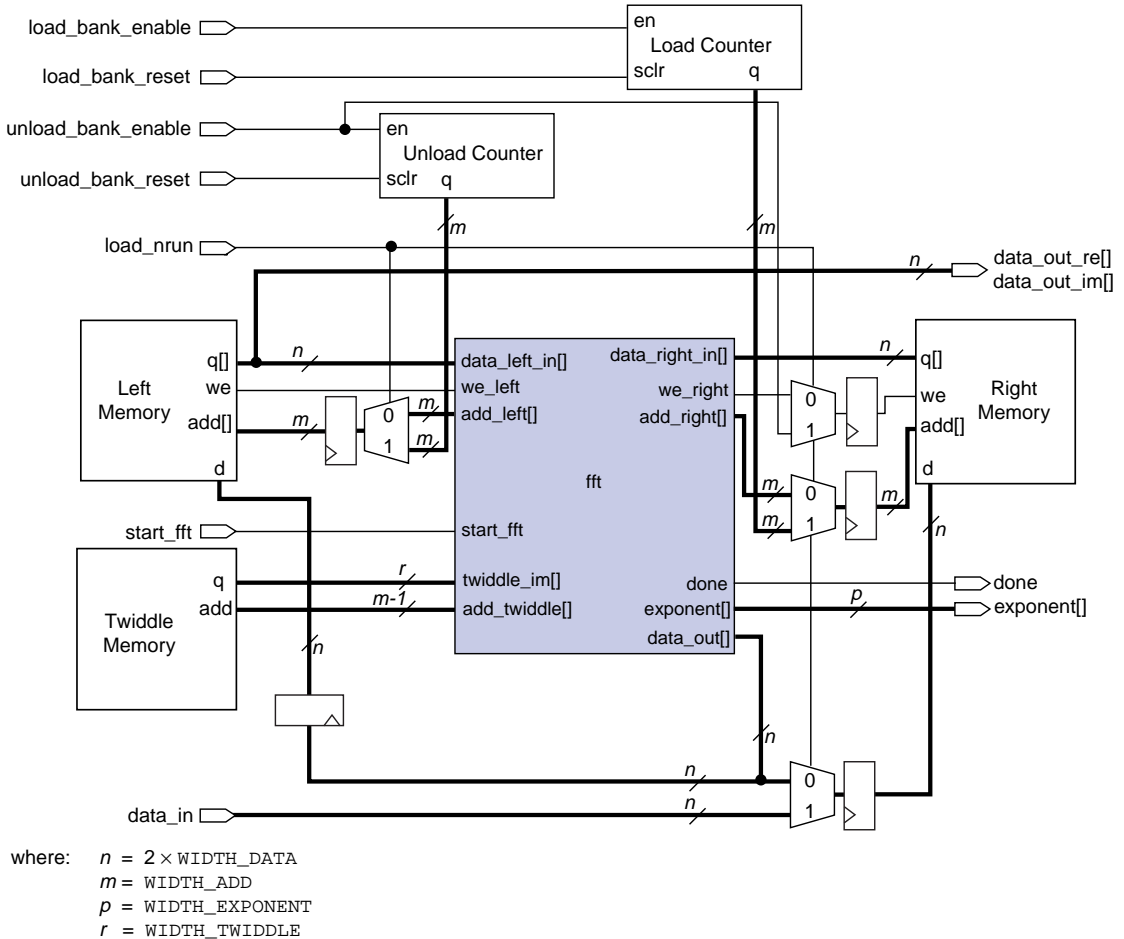 load_bank_enable
en
Load Counter
load_bank_reset
sclr q
unload_bank_enable
en
Unload Counter
unload_bank_reset
sclr q
m
m
load_nrun
n
data_out_re[]
data_out_im[]
Left
Memory
q[]
we
add[]
d
n
m
0
1
m
m
data_left_in[]
we_left
add_left[]
fft
start_fft
twiddle_im[]
add_twiddle[]
data_right_in[]
we_right
add_right[]
done
exponent[]
data_out[]
n
0
1
m
m
0
1
m
q[]
we
add[]
d
Right
Memory
n
start_fft
Twiddle
Memory
q
add
r
m-1
done
p
exponent[]
n
n
n
0
1
data_in
n
where: n = 2 × WIDTH_DATA
m = WIDTH_ADD
p = WIDTH_EXPONENT
r = WIDTH_TWIDDLE